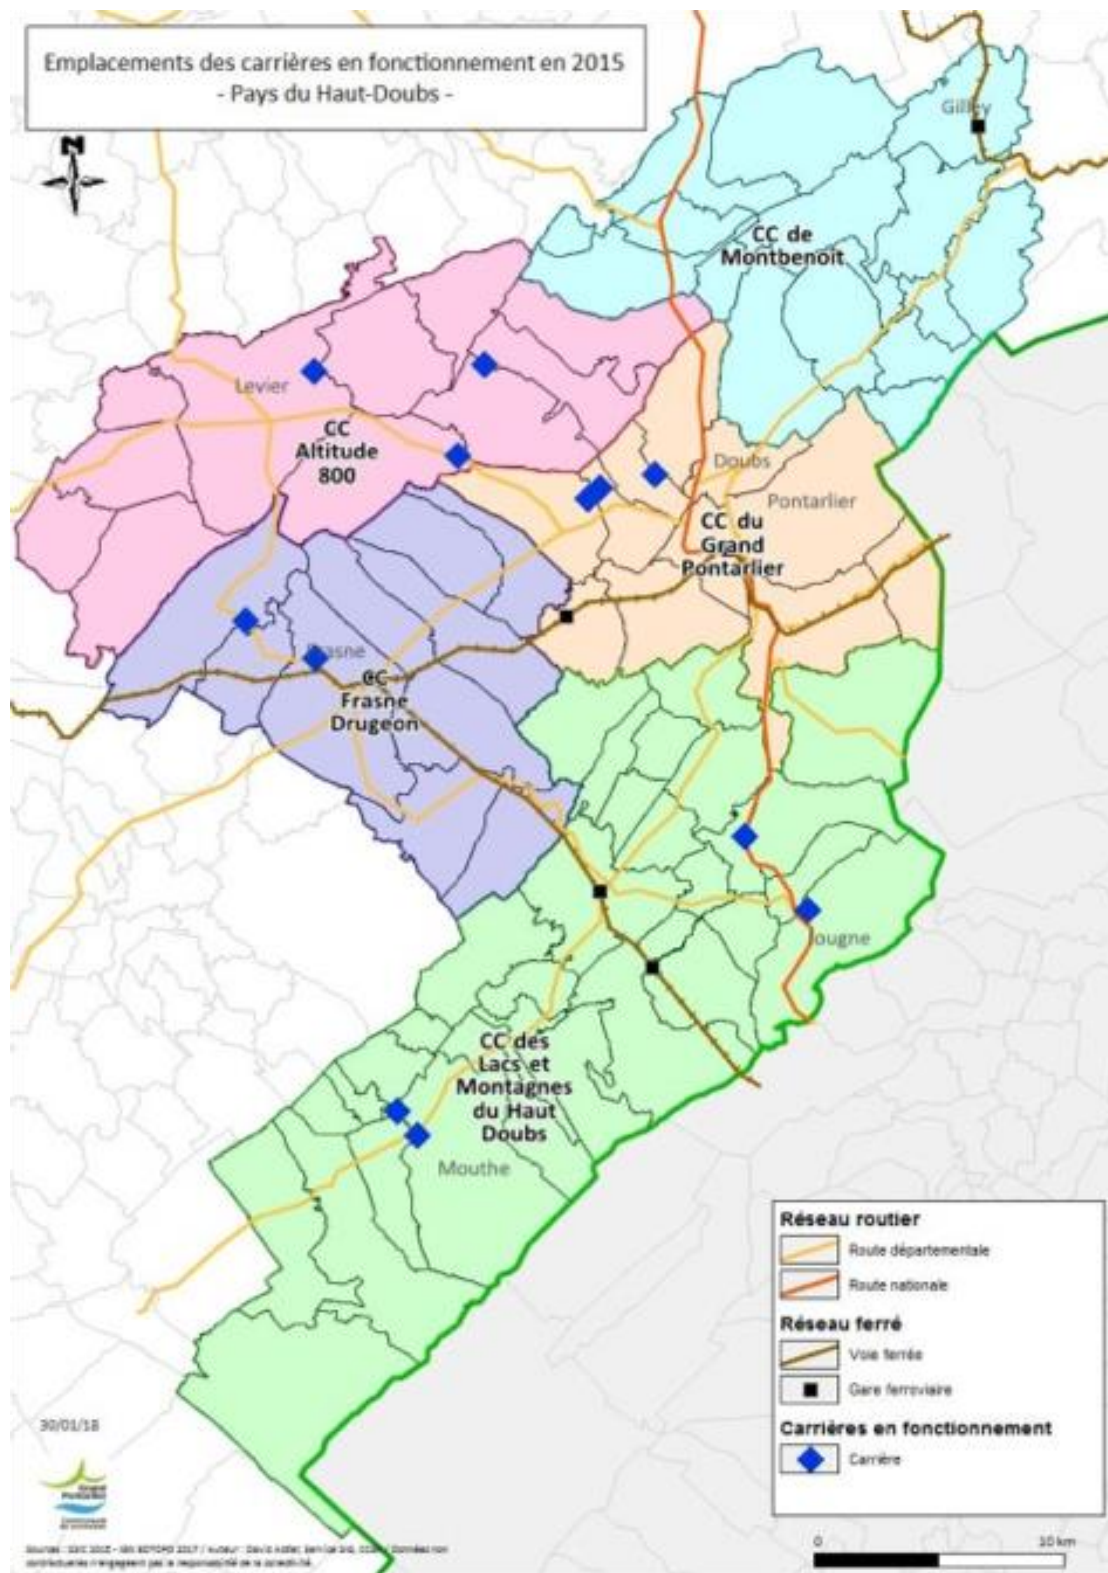 Emplacements des carrières en fonctionnement en 2015
- Pays du Haut-Doubs -
N
Gilley
CC de
Montbenoit
Levier
CC
Altitude
800
Doubs
Pontarlier
CC du
Grand
Pontarlier
Frasne
CC
Frasne
Drugeon
Jougne
CC des
Lacs et
Montagnes
du Haut
Doubs
Mouthe
Réseau routier
Route départementale
Route nationale
Réseau ferré
Voie ferrée
Gare ferroviaire
Carrières en fonctionnement
Carrière
30/01/18
Grand
Pontarlier
0 10 km